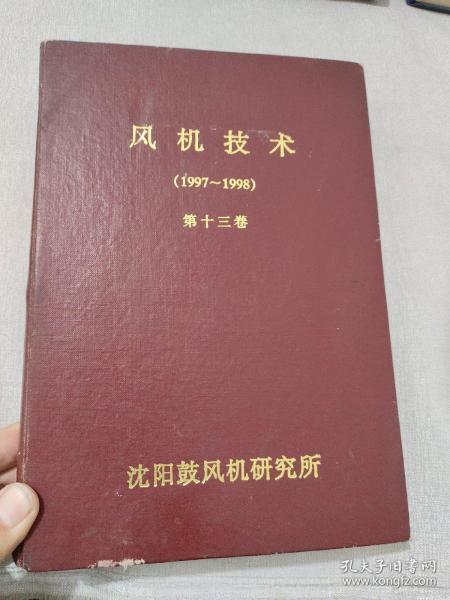 风机技术
(1997~1998)
第十三卷
沈阳鼓风机研究所
孔夫子旧书网
www.kongfz.com